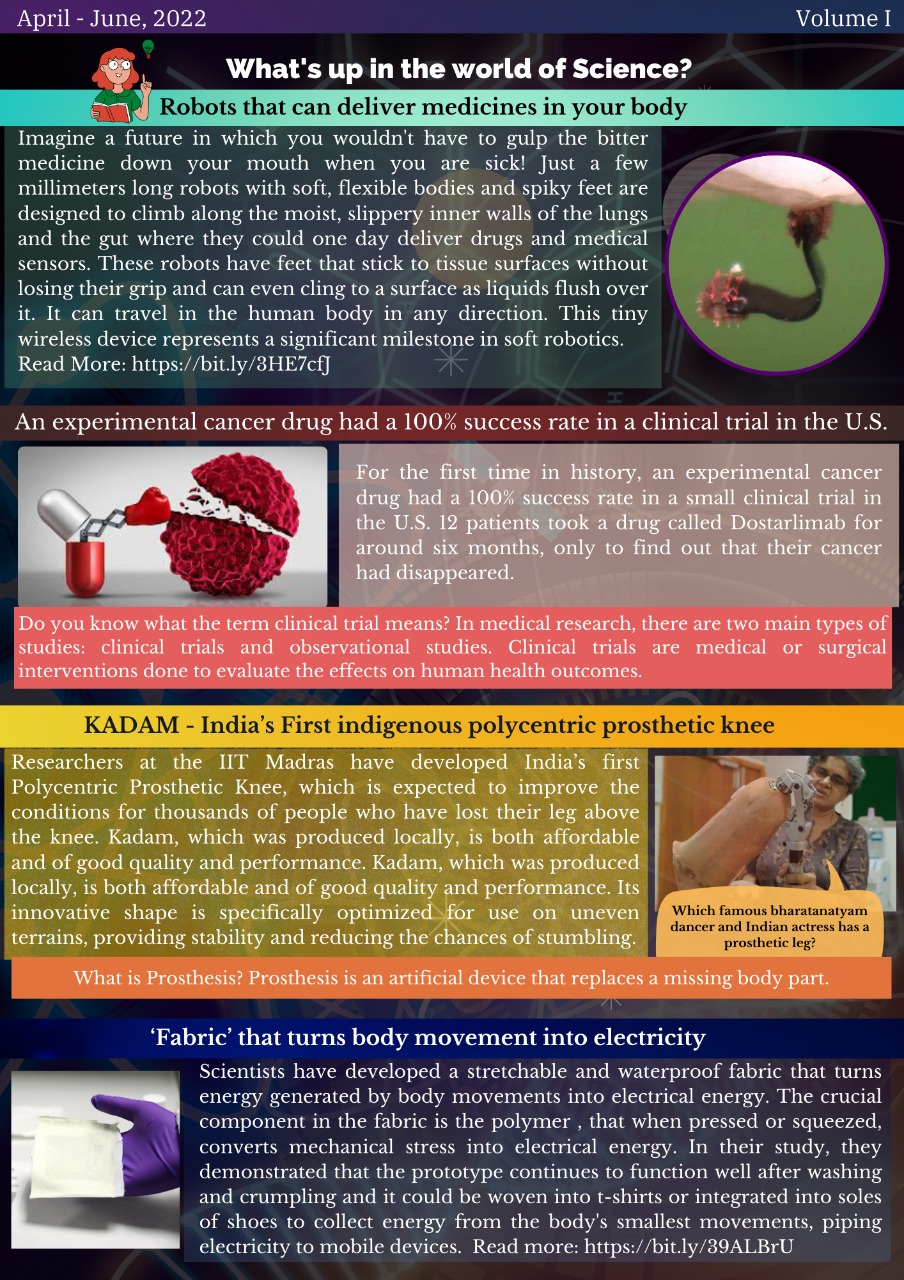 April - June, 2022
Volume I
What's up in the world of Science?
Robots that can deliver medicines in your body
Imagine a future in which you wouldn't have to gulp the bitter
medicine down your mouth when you are sick! Just a few
millimeters long robots with soft, flexible bodies and spiky feet are
designed to climb along the moist, slippery inner walls of the lungs
and the gut where they could one day deliver drugs and medical
sensors. These robots have feet that stick to tissue surfaces without
losing their grip and can even cling to a surface as liquids flush over
it. It can travel in the human body in any direction. This tiny
wireless device represents a significant milestone in soft robotics.
Read More: https://bit.ly/3HE7cfJ
An experimental cancer drug had a 100% success rate in a clinical trial in the U.S.
For the first time in history, an experimental cancer
drug had a 100% success rate in a small clinical trial in
the U.S. 12 patients took a drug called Dostarlimab for
around six months, only to find out that their cancer
had disappeared.
Do you know what the term clinical trial means? In medical research, there are two main types of
studies: clinical trials and observational studies. Clinical trials are medical or surgical
interventions done to evaluate the effects on human health outcomes.
KADAM - India’s First indigenous polycentric prosthetic knee
Researchers at the IIT Madras have developed India’s first
Polycentric Prosthetic Knee, which is expected to improve the
conditions for thousands of people who have lost their leg above
the knee. Kadam, which was produced locally, is both affordable
and of good quality and performance. Kadam, which was produced
locally, is both affordable and of good quality and performance. Its
innovative shape is specifically optimized for use on uneven
terrains, providing stability and reducing the chances of stumbling.
Which famous bharatanatyam
dancer and Indian actress has a
prosthetic leg?
What is Prosthesis? Prosthesis is an artificial device that replaces a missing body part.
‘Fabric’ that turns body movement into electricity
Scientists have developed a stretchable and waterproof fabric that turns
energy generated by body movements into electrical energy. The crucial
component in the fabric is the polymer , that when pressed or squeezed,
converts mechanical stress into electrical energy. In their study, they
demonstrated that the prototype continues to function well after washing
and crumpling and it could be woven into t-shirts or integrated into soles
of shoes to collect energy from the body's smallest movements, piping
electricity to mobile devices. Read more: https://bit.ly/39ALBrU